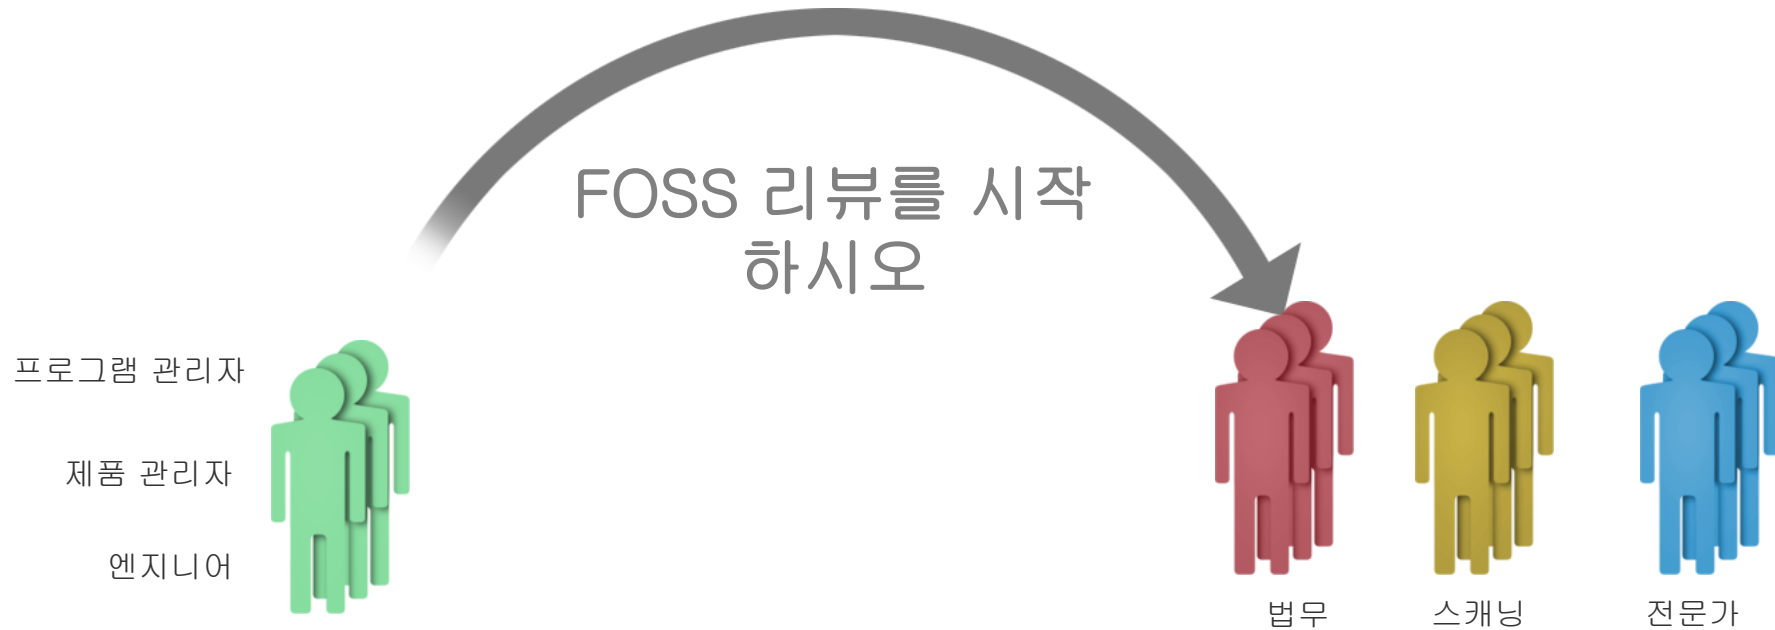 FOSS 리뷰를 시작
하시오
프로그램 관리자
제품 관리자
엔지니어
법무
스캐닝
전문가